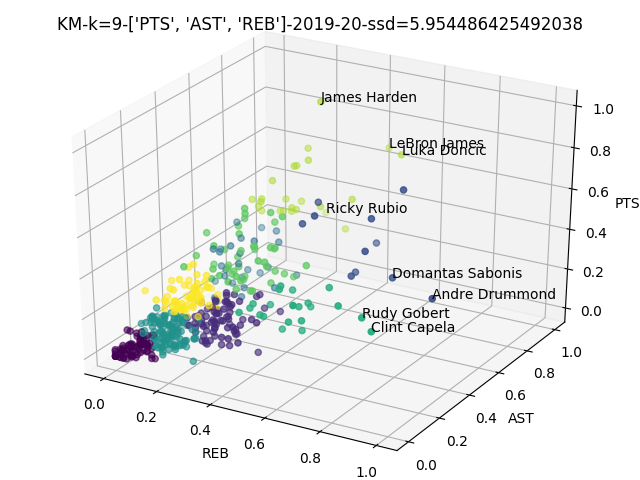 KM-k=9-['PTS', 'AST', 'REB']-2019-20-ssd=5.954486425492038
James Harden
LeBron James
Luka Doncic
Ricky Rubio
Domantas Sabonis
Andre Drummond
Rudy Gobert
Clint Capela
PTS
1.0
0.8
0.6
0.4
0.2
0.0
AST
1.0
0.8
0.6
0.4
0.2
0.0
REB
0.0
0.2
0.4
0.6
0.8
1.0